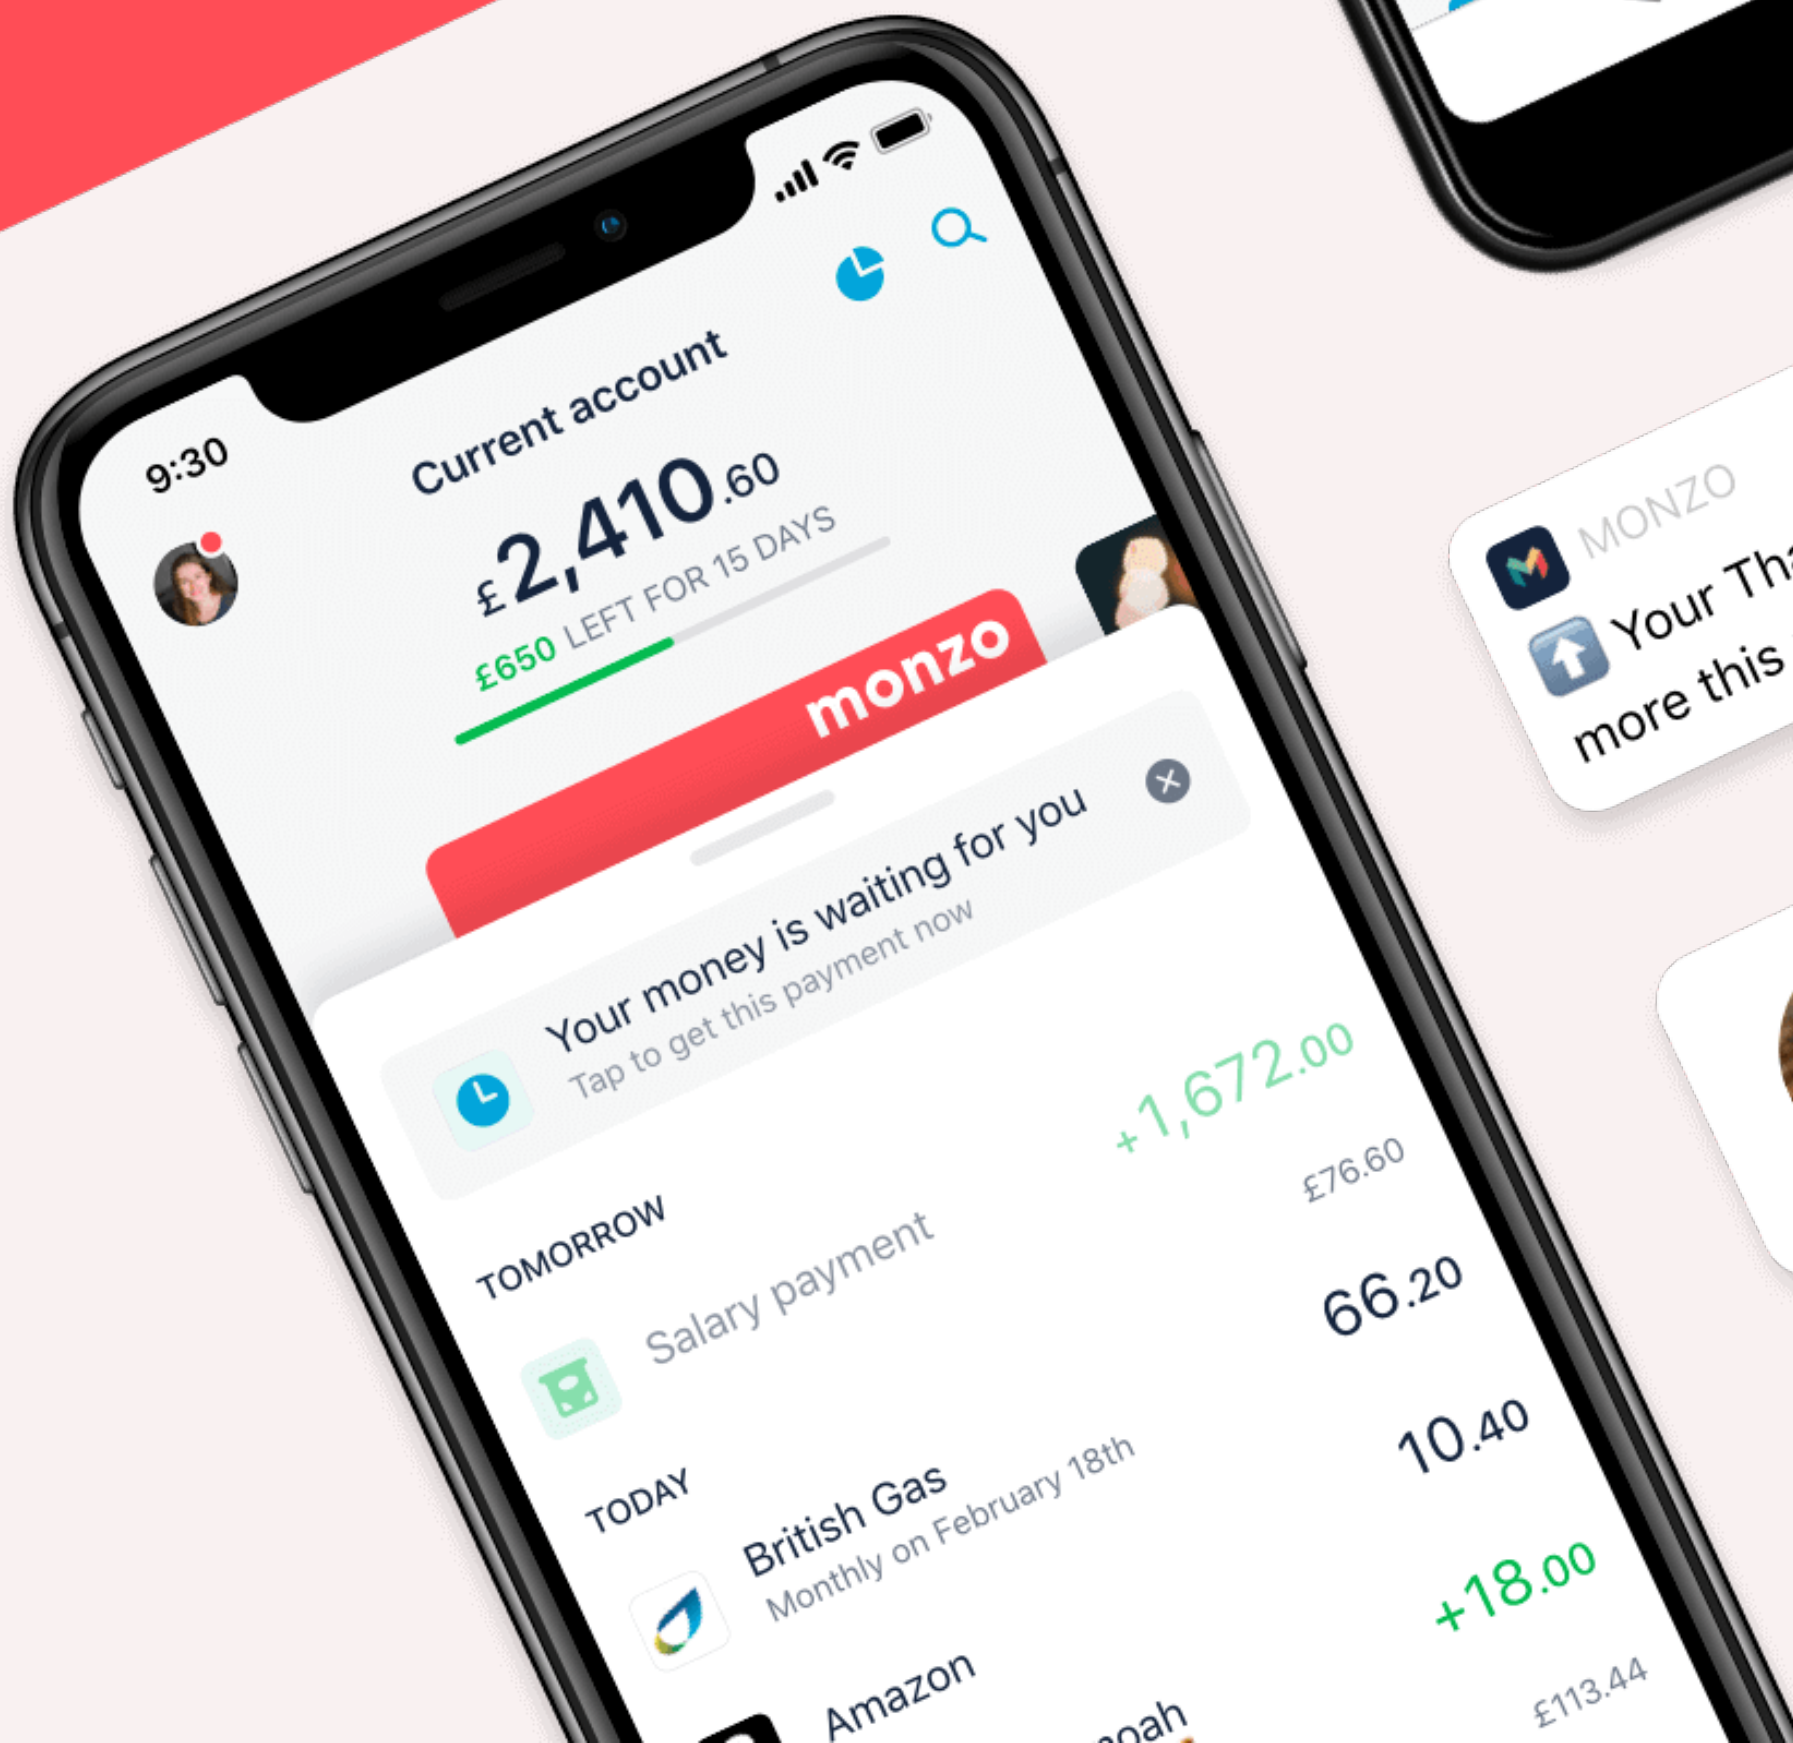 9:30
Current account
£2,410.60
£650 LEFT FOR 15 DAYS
monzo
Your money is waiting for you
Tap to get this payment now
TOMORROW
Salary payment +1,672.00
TODAY £76.60
British Gas 66.20
Monthly on February 18th
Amazon 10.40
+18.00
£113.44
MONZO
⬆️ Your
more this